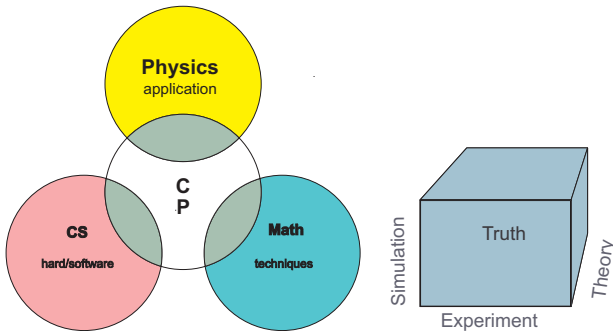 Physics
application
C
P
CS
hard/software
Math
techniques
Simulation
Truth
Theory
Experiment